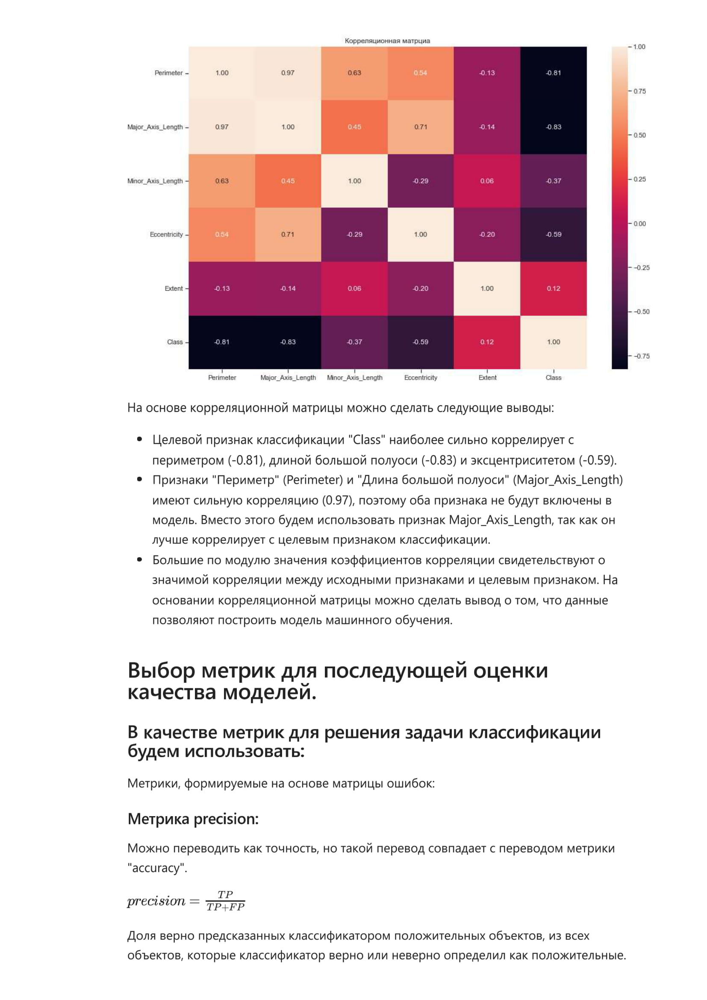 Корреляционная матрциа
Perimeter 1.00 0.97 0.63 0.54 -0.13 -0.81
Major_Axis_Length 0.97 1.00 0.45 0.71 -0.14 -0.83
Minor_Axis_Length 0.63 0.45 1.00 -0.29 0.06 -0.37
Eccentricity 0.54 0.71 -0.29 1.00 -0.20 -0.59
Extent -0.13 -0.14 0.06 -0.20 1.00 0.12
Class -0.81 -0.83 -0.37 -0.59 0.12 1.00
Perimeter Major_Axis_Length Minor_Axis_Length Eccentricity Extent Class
1.00
0.75
0.50
0.25
0.00
-0.25
-0.50
-0.75
На основе корреляционной матрицы можно сделать следующие выводы:
• Целевой признак классификации "Class" наиболее сильно коррелирует с
периметром (-0.81), длиной большой полуоси (-0.83) и эксцентриситетом (-0.59).
• Признаки "Периметр" (Perimeter) и "Длина большой полуоси" (Major_Axis_Length)
имеют сильную корреляцию (0.97), поэтому оба признака не будут включены в
модель. Вместо этого будем использовать признак Major_Axis_Length, так как он
лучше коррелирует с целевым признаком классификации.
• Большие по модулю значения коэффициентов корреляции свидетельствуют о
значимой корреляции между исходными признаками и целевым признаком. На
основании корреляционной матрицы можно сделать вывод о том, что данные
позволяют построить модель машинного обучения.
Выбор метрик для последующей оценки
качества моделей.
В качестве метрик для решения задачи классификации
будем использовать:
Метрики, формируемые на основе матрицы ошибок:
Метрика precision:
Можно переводить как точность, но такой перевод совпадает с переводом метрики
"accuracy".
precision = TP / TP+FP
Доля верно предсказанных классификатором положительных объектов, из всех
объектов, которые классификатор верно или неверно определил как положительные.